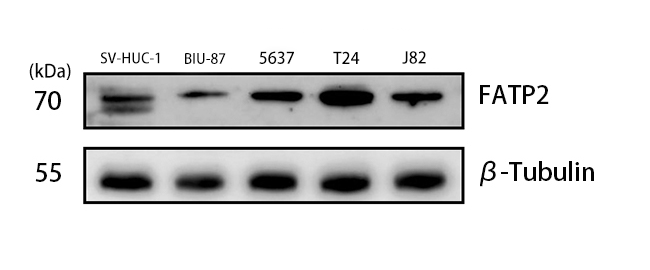 SV-HUC-1 BIU-87 5637 T24 J82
(kDa)
70 FATP2
55 β-Tubulin